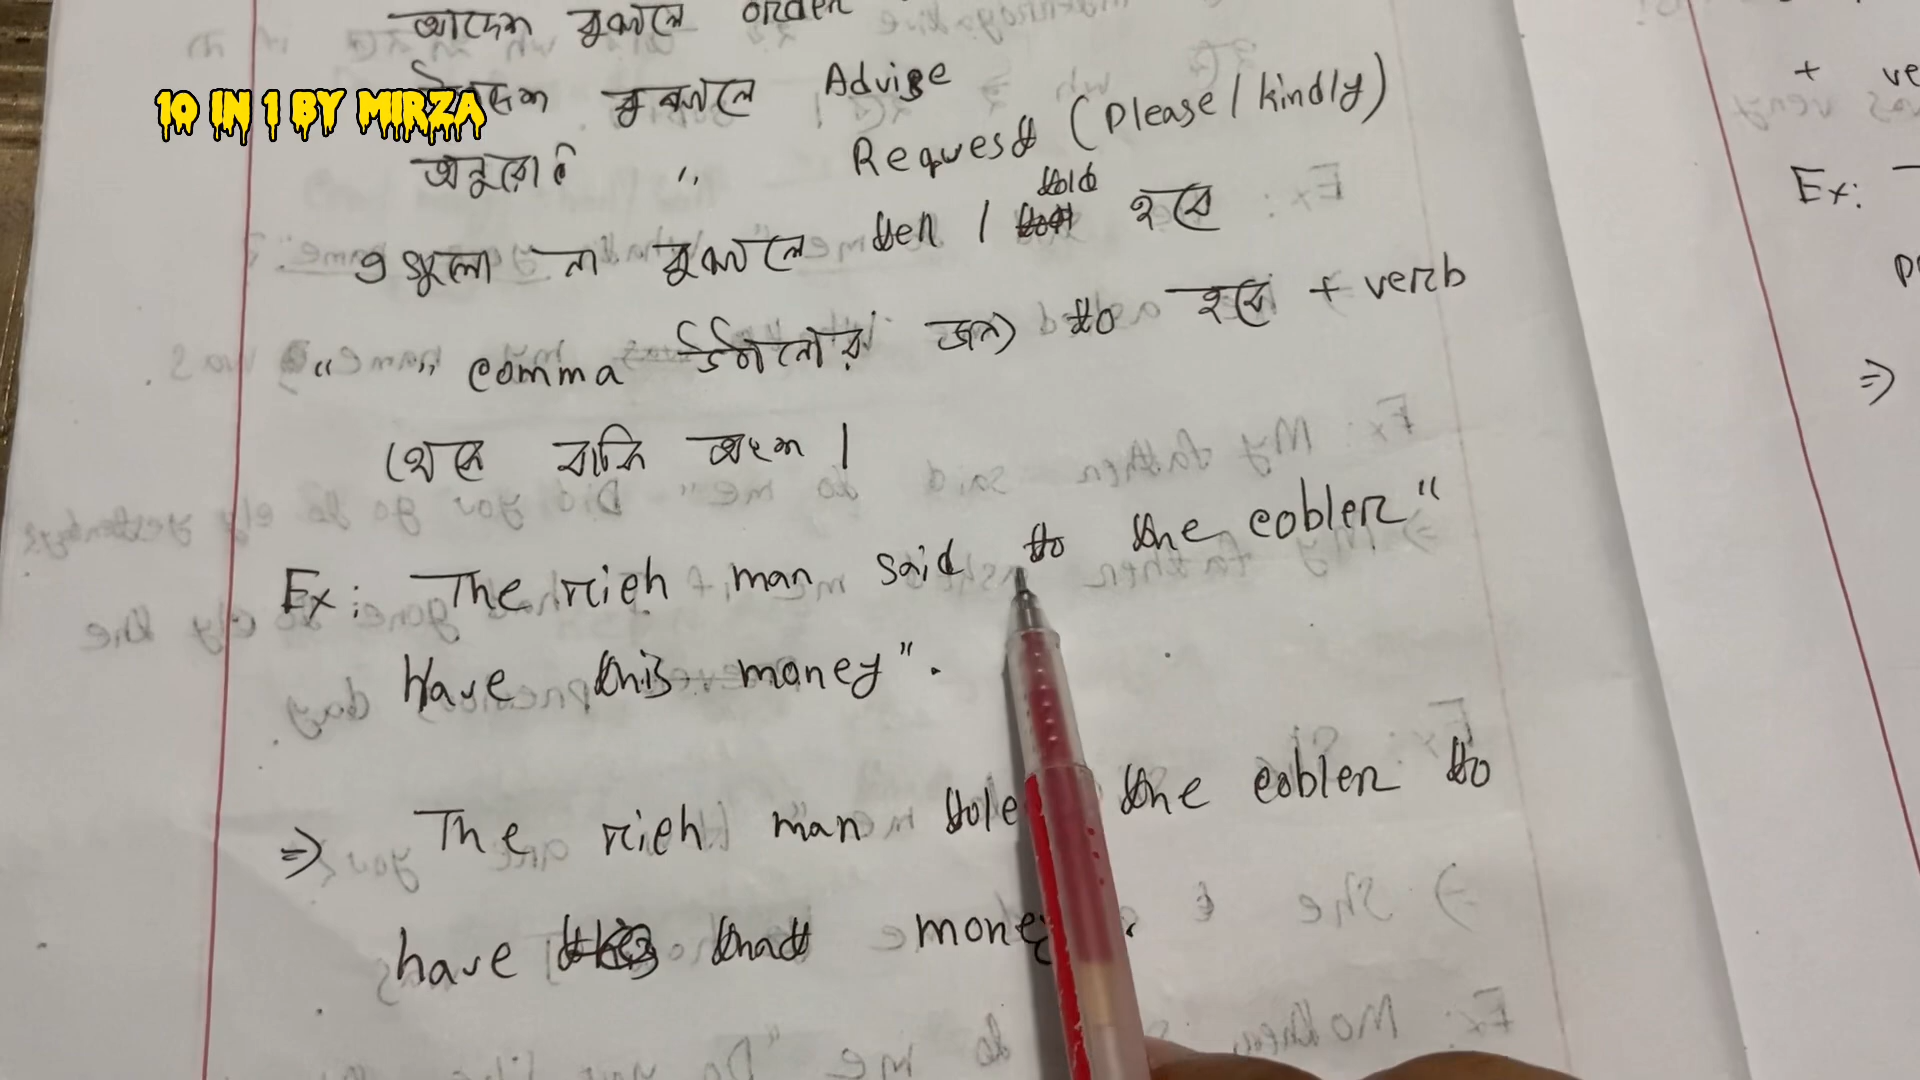 আদেশ বুঝালে order
উপদেশ বুঝালে Advise
10 IN 1 BY MIRZA
অনুরোধ " Request (Please / kindly)
এগুলো না বুঝালে tell / told হবে
" " comma উঠানোর জন্য to হবে + verb
থেকে বাকি অংশ।
Ex: The rich man said to the cobler "
Have this money".
⇒ The rich man told the cobler to
have that money.
+ ve
Ex:
⇒